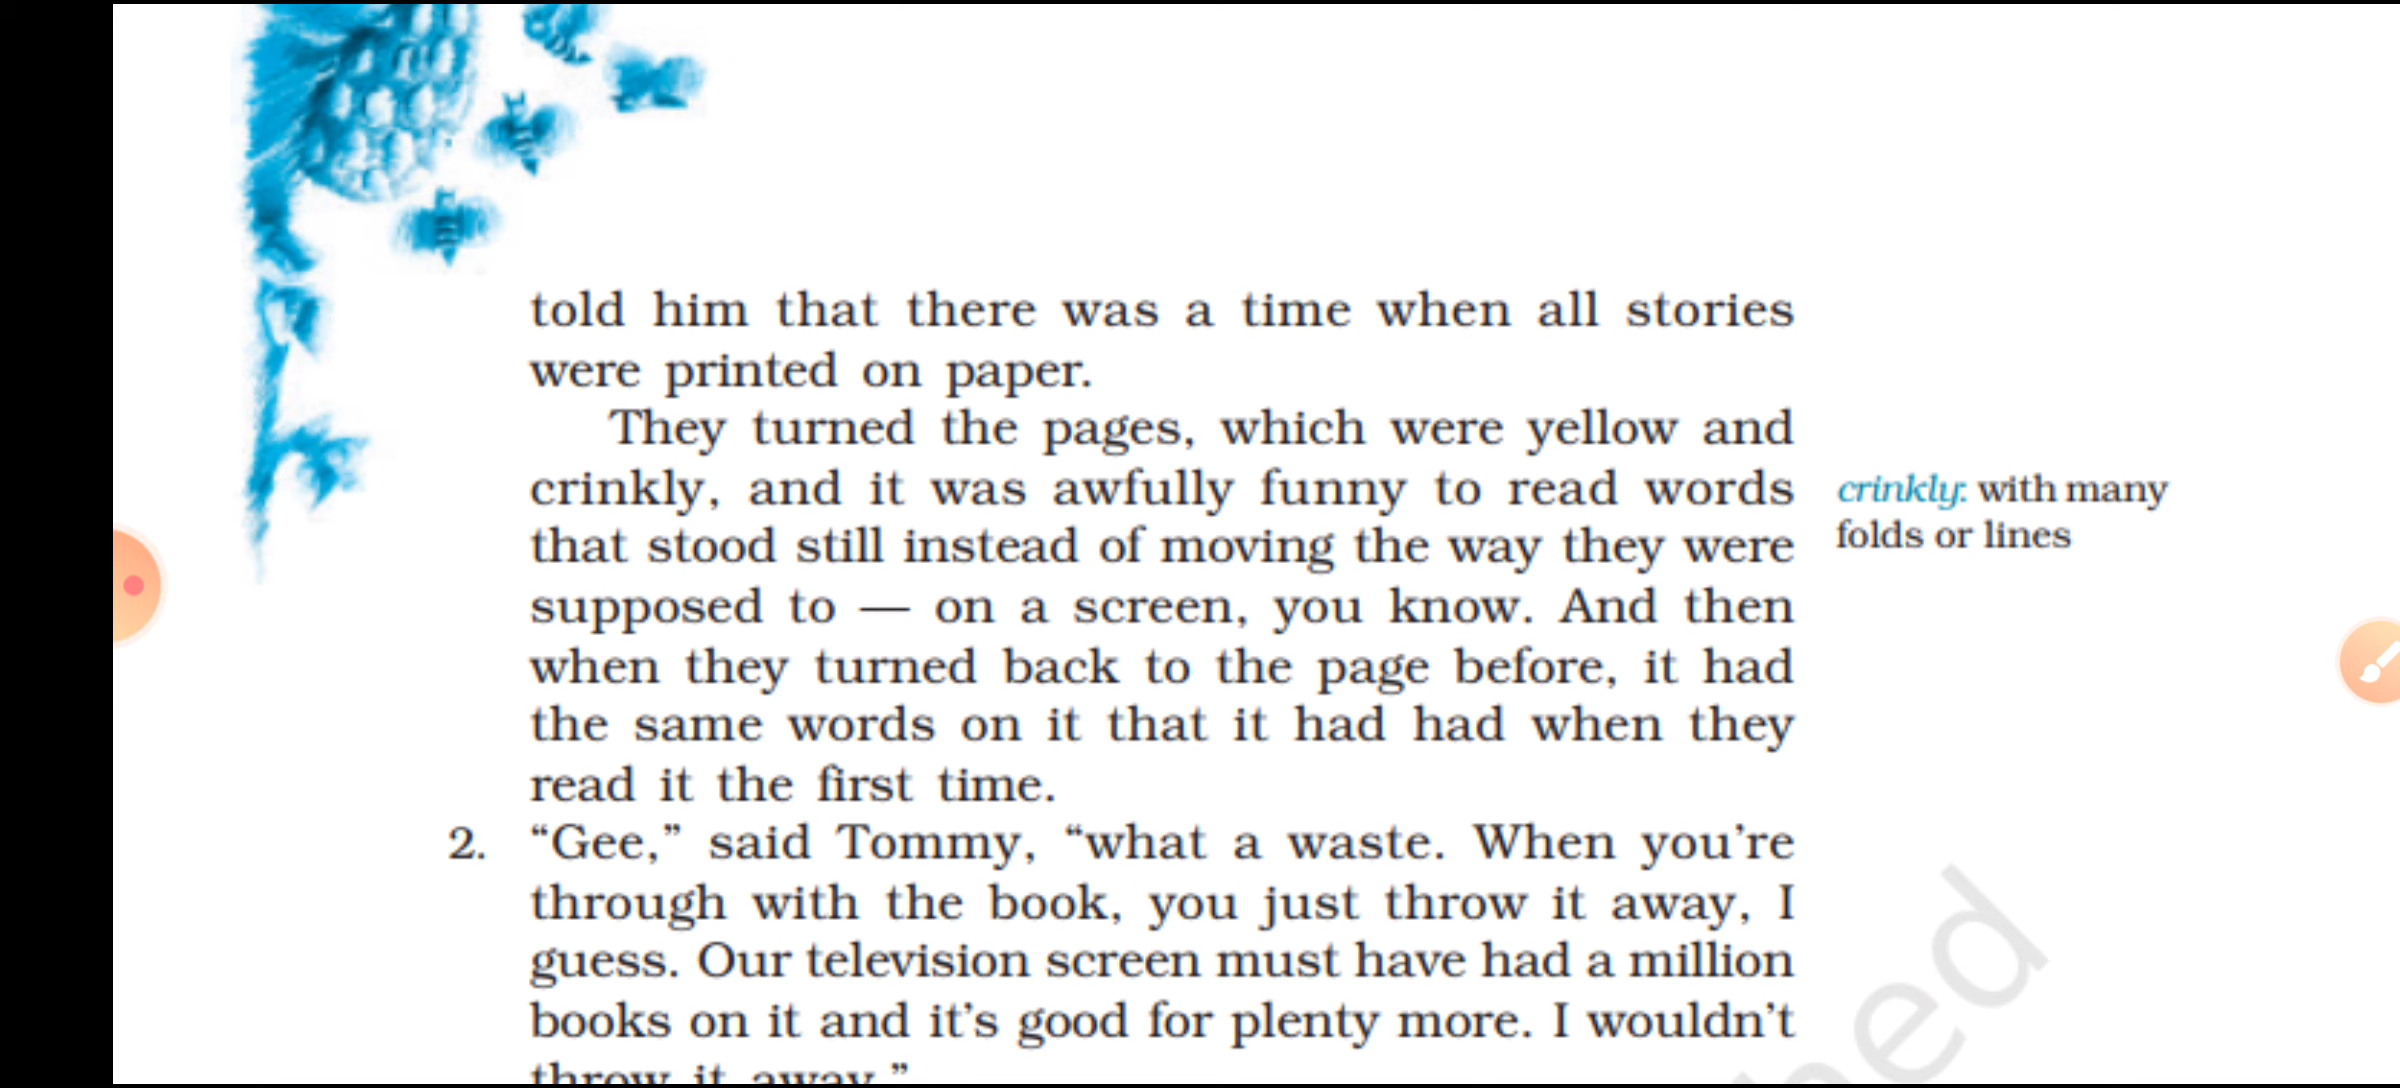 told him that there was a time when all stories
were printed on paper.
They turned the pages, which were yellow and
crinkly, and it was awfully funny to read words
that stood still instead of moving the way they were
supposed to — on a screen, you know. And then
when they turned back to the page before, it had
the same words on it that it had had when they
read it the first time.
2. “Gee,” said Tommy, “what a waste. When you’re
through with the book, you just throw it away, I
guess. Our television screen must have had a million
books on it and it’s good for plenty more. I wouldn’t
throw it away.”
crinkly: with many
folds or lines